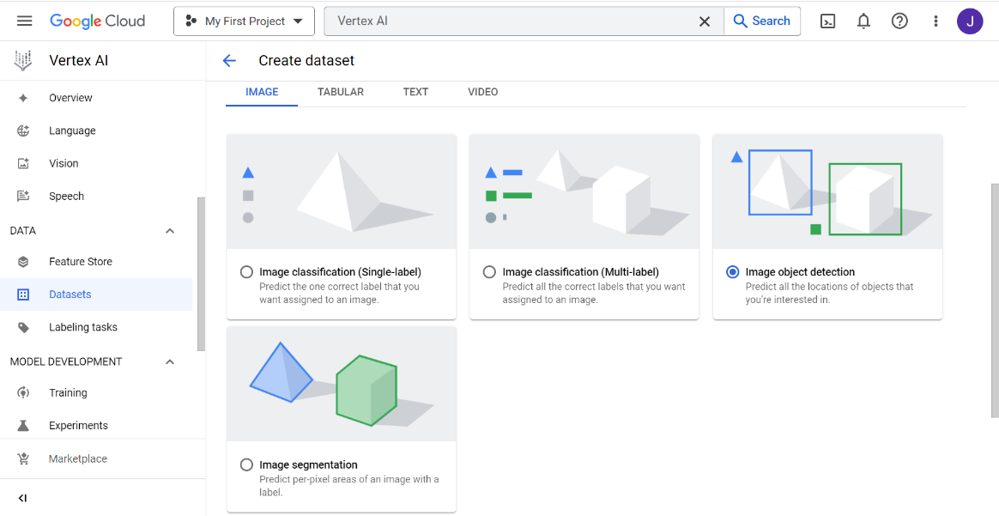 Google Cloud
My First Project
Vertex AI
Search
J
Vertex AI
Create dataset
Overview
Language
Vision
Speech
DATA
Feature Store
Datasets
Labeling tasks
MODEL DEVELOPMENT
Training
Experiments
Marketplace
IMAGE
TABULAR
TEXT
VIDEO
Image classification (Single-label)
Predict the one correct label that you
want assigned to an image.
Image classification (Multi-label)
Predict all the correct labels that you want
assigned to an image.
Image object detection
Predict all the locations of objects that
you're interested in.
Image segmentation
Predict per-pixel areas of an image with a
label.